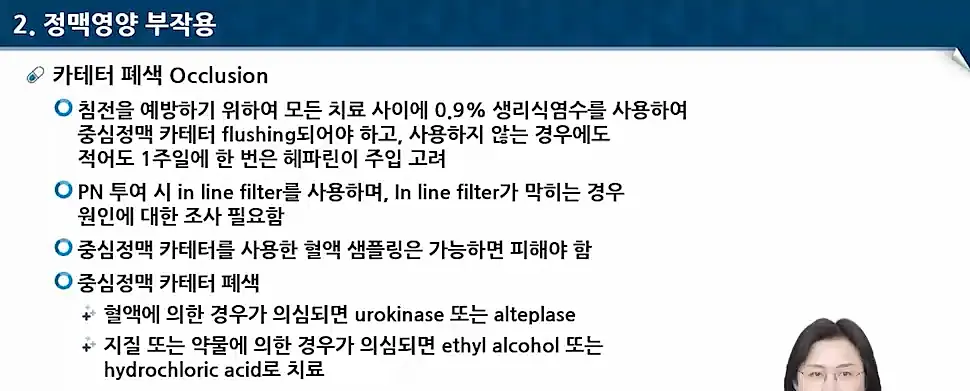 2. 정맥영양 부작용
카테터 폐색 Occlusion
침전을 예방하기 위하여 모든 치료 사이에 0.9% 생리식염수를 사용하여
중심정맥 카테터 flushing되어야 하고, 사용하지 않는 경우에도
적어도 1주일에 한 번은 헤파린이 주입 고려
PN 투여 시 in line filter를 사용하며, In line filter가 막히는 경우
원인에 대한 조사 필요함
중심정맥 카테터를 사용한 혈액 샘플링은 가능하면 피해야 함
중심정맥 카테터 폐색
혈액에 의한 경우가 의심되면 urokinase 또는 alteplase
지질 또는 약물에 의한 경우가 의심되면 ethyl alcohol 또는
hydrochloric acid로 치료